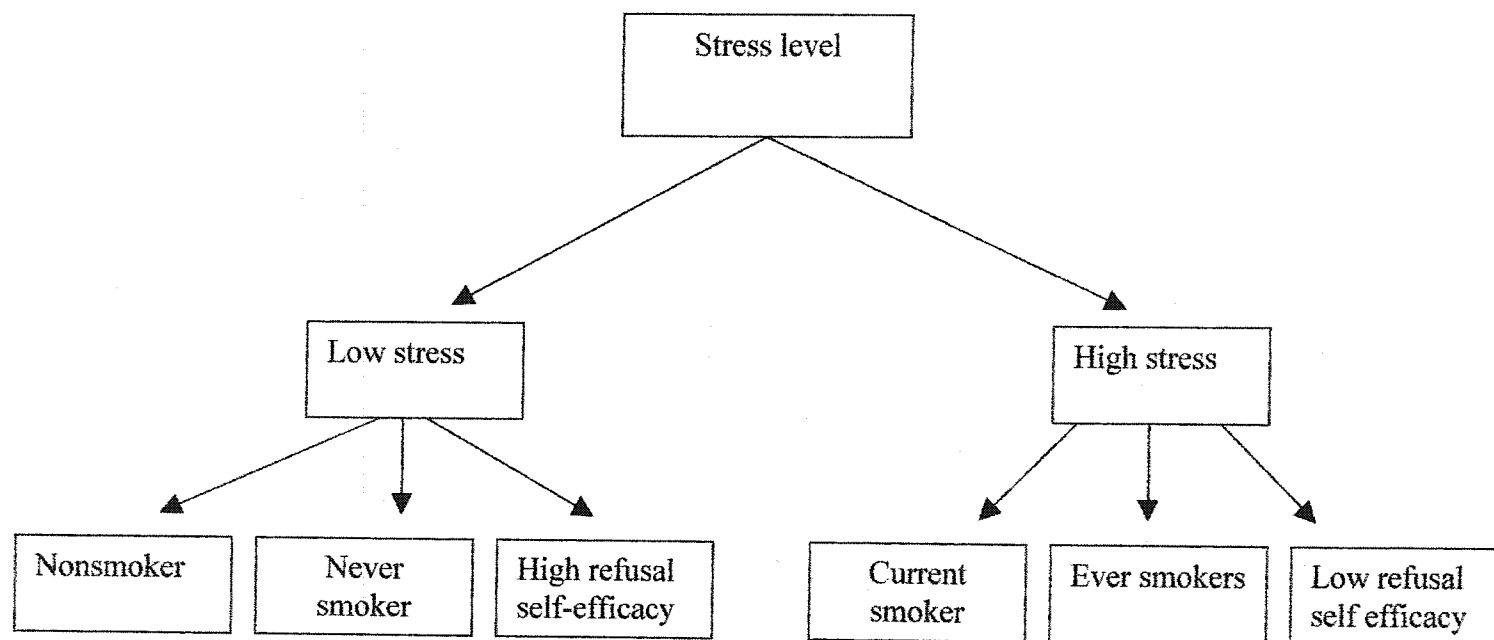 Stress level
Low stress
High stress
Nonsmoker
Never
smoker
High refusal
self-efficacy
Current
smoker
Ever smokers
Low refusal
self efficacy